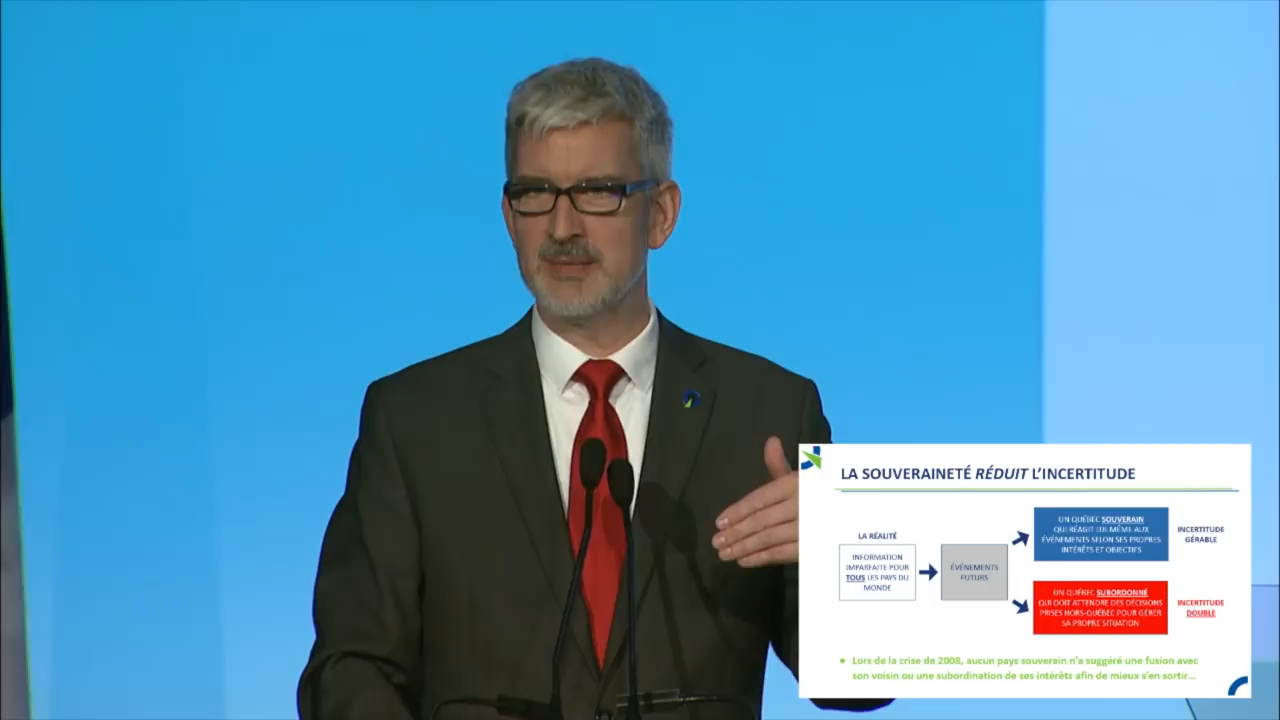 LA SOUVERAINETÉ RÉDUIT L'INCERTITUDE
LA RÉALITÉ
INFORMATION
IMPARFAITE POUR
TOUS LES PAYS DU
MONDE
ÉVÉNEMENTS
FUTURS
UN QUÉBEC SOUVERAIN
QUI RÉAGIT LUI-MÊME AUX
ÉVÉNEMENTS SELON SES PROPRES
INTÉRÊTS ET OBJECTIFS
INCERTITUDE
GÉRABLE
UN QUÉBEC SUBORDONNÉ
QUI DOIT ATTENDRE DES DÉCISIONS
PRISES HORS-QUÉBEC POUR GÉRER
SA PROPRE SITUATION
INCERTITUDE
DOUBLE
• Lors de la crise de 2008, aucun pays souverain n'a suggéré une fusion avec
son voisin ou une subordination de ses intérêts afin de mieux s'en sortir...